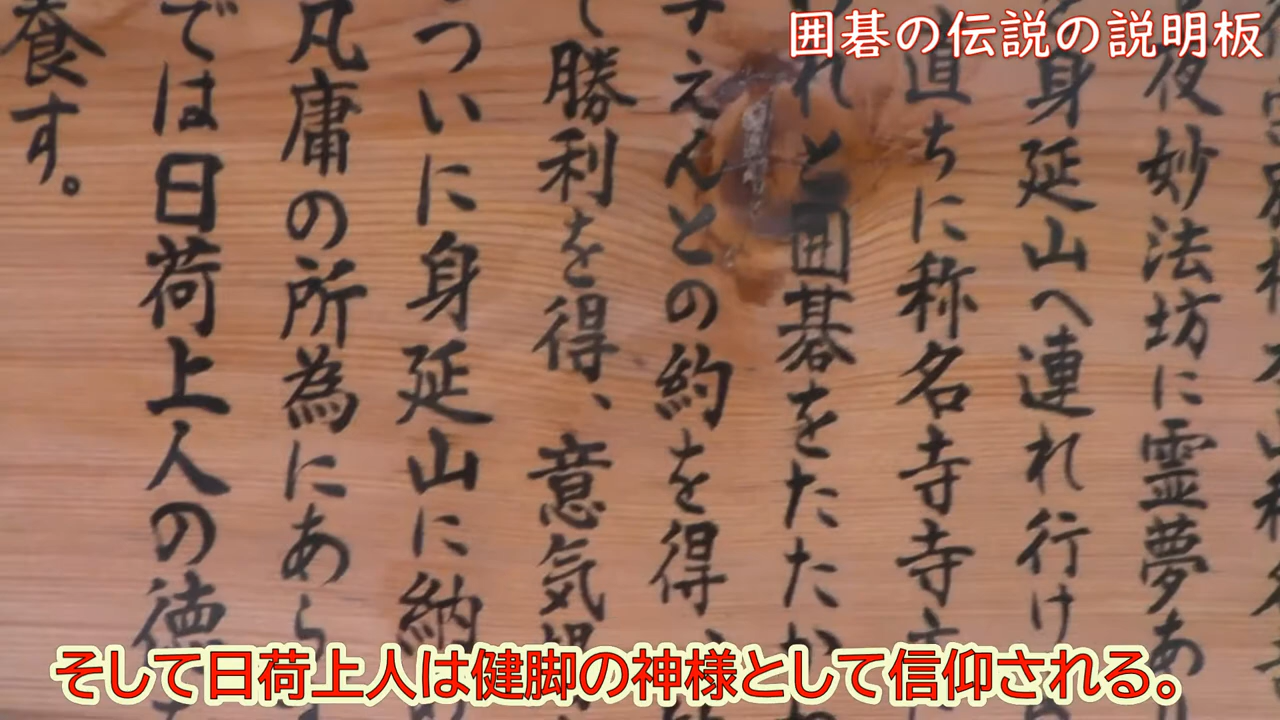 囲碁の伝説の説明板
夜妙法坊に霊夢あり
身延山へ連れ行け
直ちに称名寺寺
れと囲碁をたたか
与えんとの約を得、
て勝利を得、意気
ついに身延山に納
凡庸の所為にあら
では日荷上人の徳
養す。
そして日荷上人は健脚の神様として信仰される。